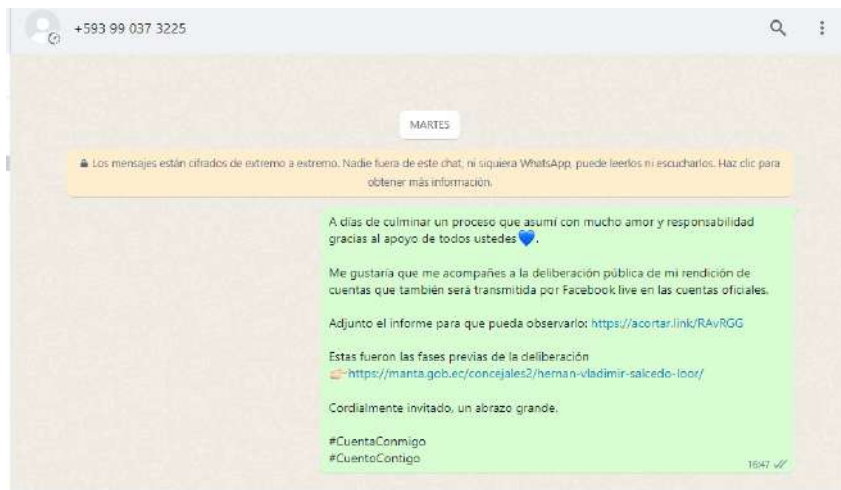 +593 99 037 3225
MARTES
Los mensajes están cifrados de extremo a extremo. Nadie fuera de este chat, ni siquiera WhatsApp, puede leerlos ni escucharlos. Haz clic para
obtener más información.
A días de culminar un proceso que asumí con mucho amor y responsabilidad
gracias al apoyo de todos ustedes💙.
Me gustaría que me acompañes a la deliberación pública de mi rendición de
cuentas que también será transmitida por Facebook live en las cuentas oficiales.
Adjunto el informe para que pueda observarlo: https://acortar.link/RAvRGG
Estas fueron las fases previas de la deliberación
👉🏻https://manta.gob.ec/concejales2/hernan-vladimir-salcedo-loor/
Cordialmente invitado, un abrazo grande.
#CuentaConmigo
#CuentoContigo
16:47